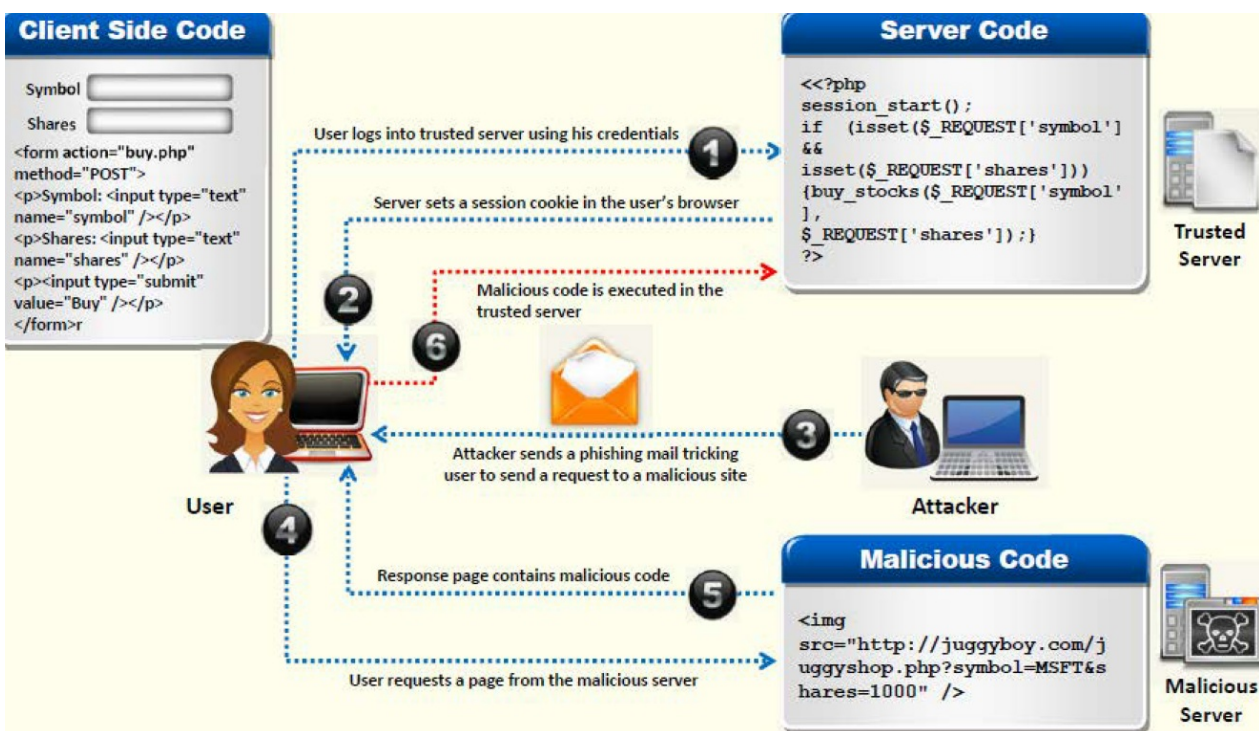 Client Side Code
Symbol
Shares
<form action="buy.php"
method="POST">
<p>Symbol: <input type="text"
name="symbol" /></p>
<p>Shares: <input type="text"
name="shares" /></p>
<p><input type="submit"
value="Buy" /></p>
</form>r
Server Code
<<?php
session_start();
if (isset($_REQUEST['symbol']
&&
isset($_REQUEST['shares']))
{buy_stocks($_REQUEST['symbol'
],
$_REQUEST['shares']);}
?>
Trusted
Server
User logs into trusted server using his credentials
1
Server sets a session cookie in the user's browser
2
Malicious code is executed in the
trusted server
6
3
Attacker sends a phishing mail tricking
user to send a request to a malicious site
User
Attacker
4
Response page contains malicious code
5
User requests a page from the malicious server
Malicious Code
<img
src="http://juggyboy.com/j
uggyshop.php?symbol=MSFT&s
hares=1000" />
Malicious
Server